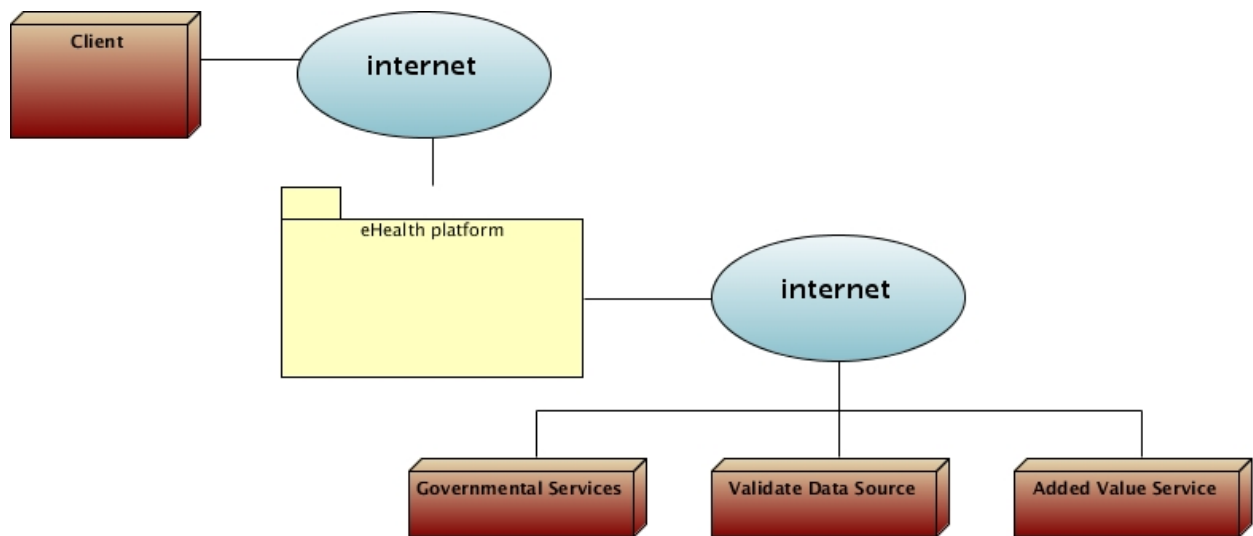 Client
internet
eHealth platform
internet
Governmental Services
Validate Data Source
Added Value Service